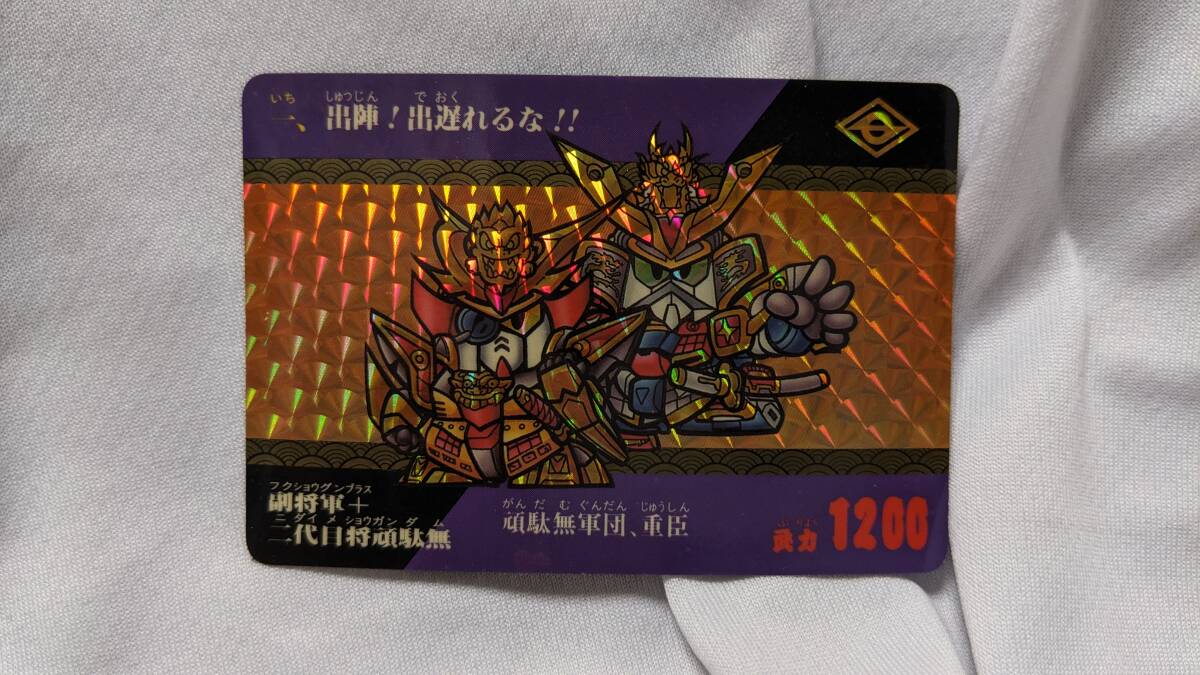 いち しゅつじん で おく
一、出陣！出遅れるな!!
フクショウグンプラス
副将軍＋
ニダイ メ ショウガン ダ ム
二代目将頑駄無
がん だ む ぐんだん じゅうしん
頑駄無軍団、重臣
力 1200